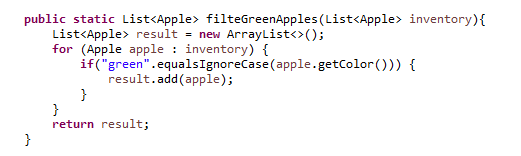 public static List<Apple> filteGreenApples(List<Apple> inventory){
    List<Apple> result = new ArrayList<>();
    for (Apple apple : inventory) {
        if("green".equalsIgnoreCase(apple.getColor())) {
            result.add(apple);
        }
    }
    return result;
}